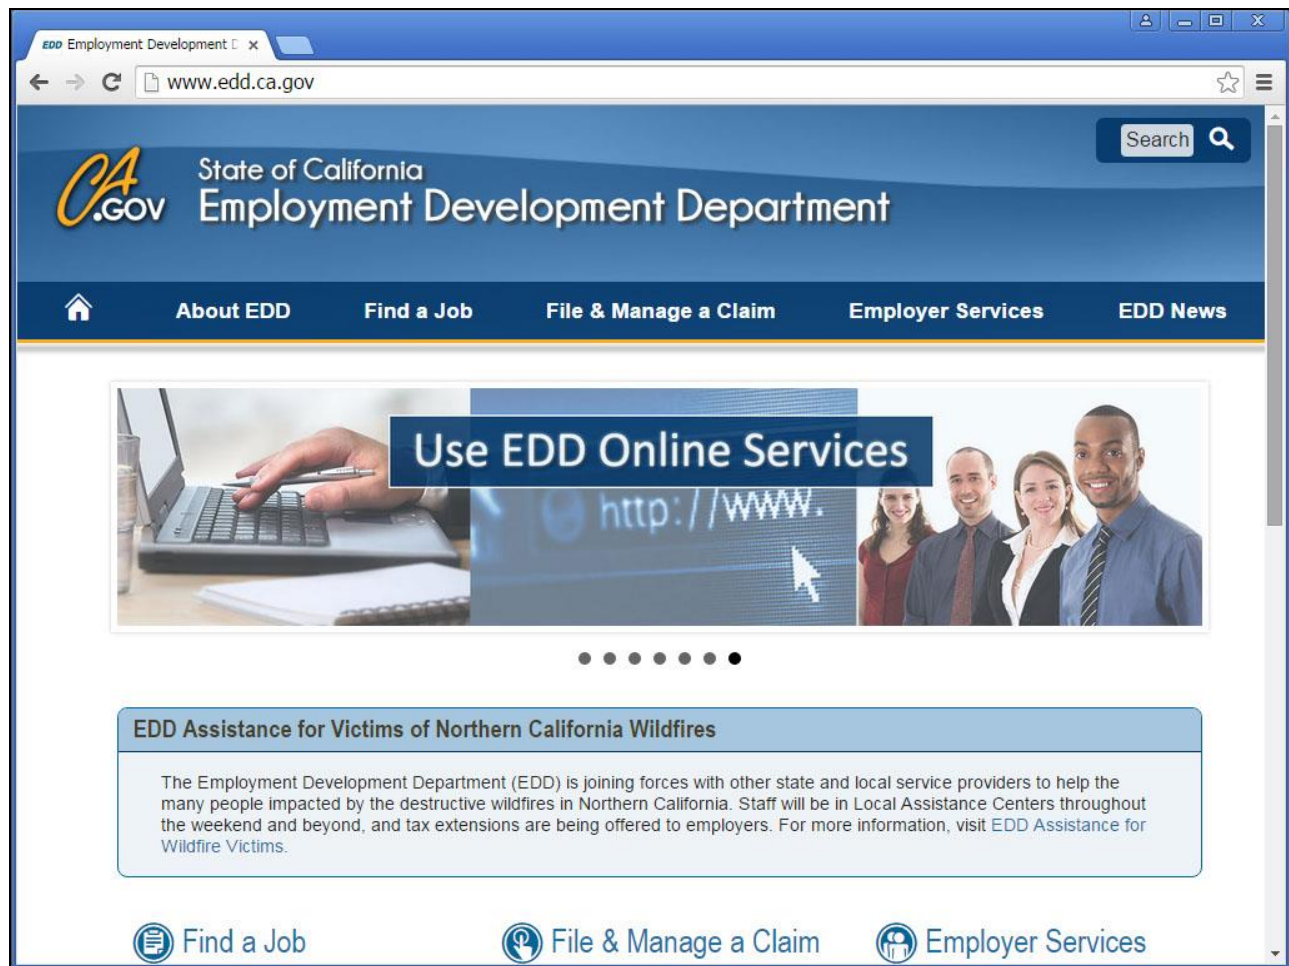 EDD Employment Development D
www.edd.ca.gov
Search
CA.GOV
State of California
Employment Development Department
About EDD Find a Job File & Manage a Claim Employer Services EDD News
Use EDD Online Services
http://www.
EDD Assistance for Victims of Northern California Wildfires
The Employment Development Department (EDD) is joining forces with other state and local service providers to help the
many people impacted by the destructive wildfires in Northern California. Staff will be in Local Assistance Centers throughout
the weekend and beyond, and tax extensions are being offered to employers. For more information, visit EDD Assistance for
Wildfire Victims.
Find a Job File & Manage a Claim Employer Services